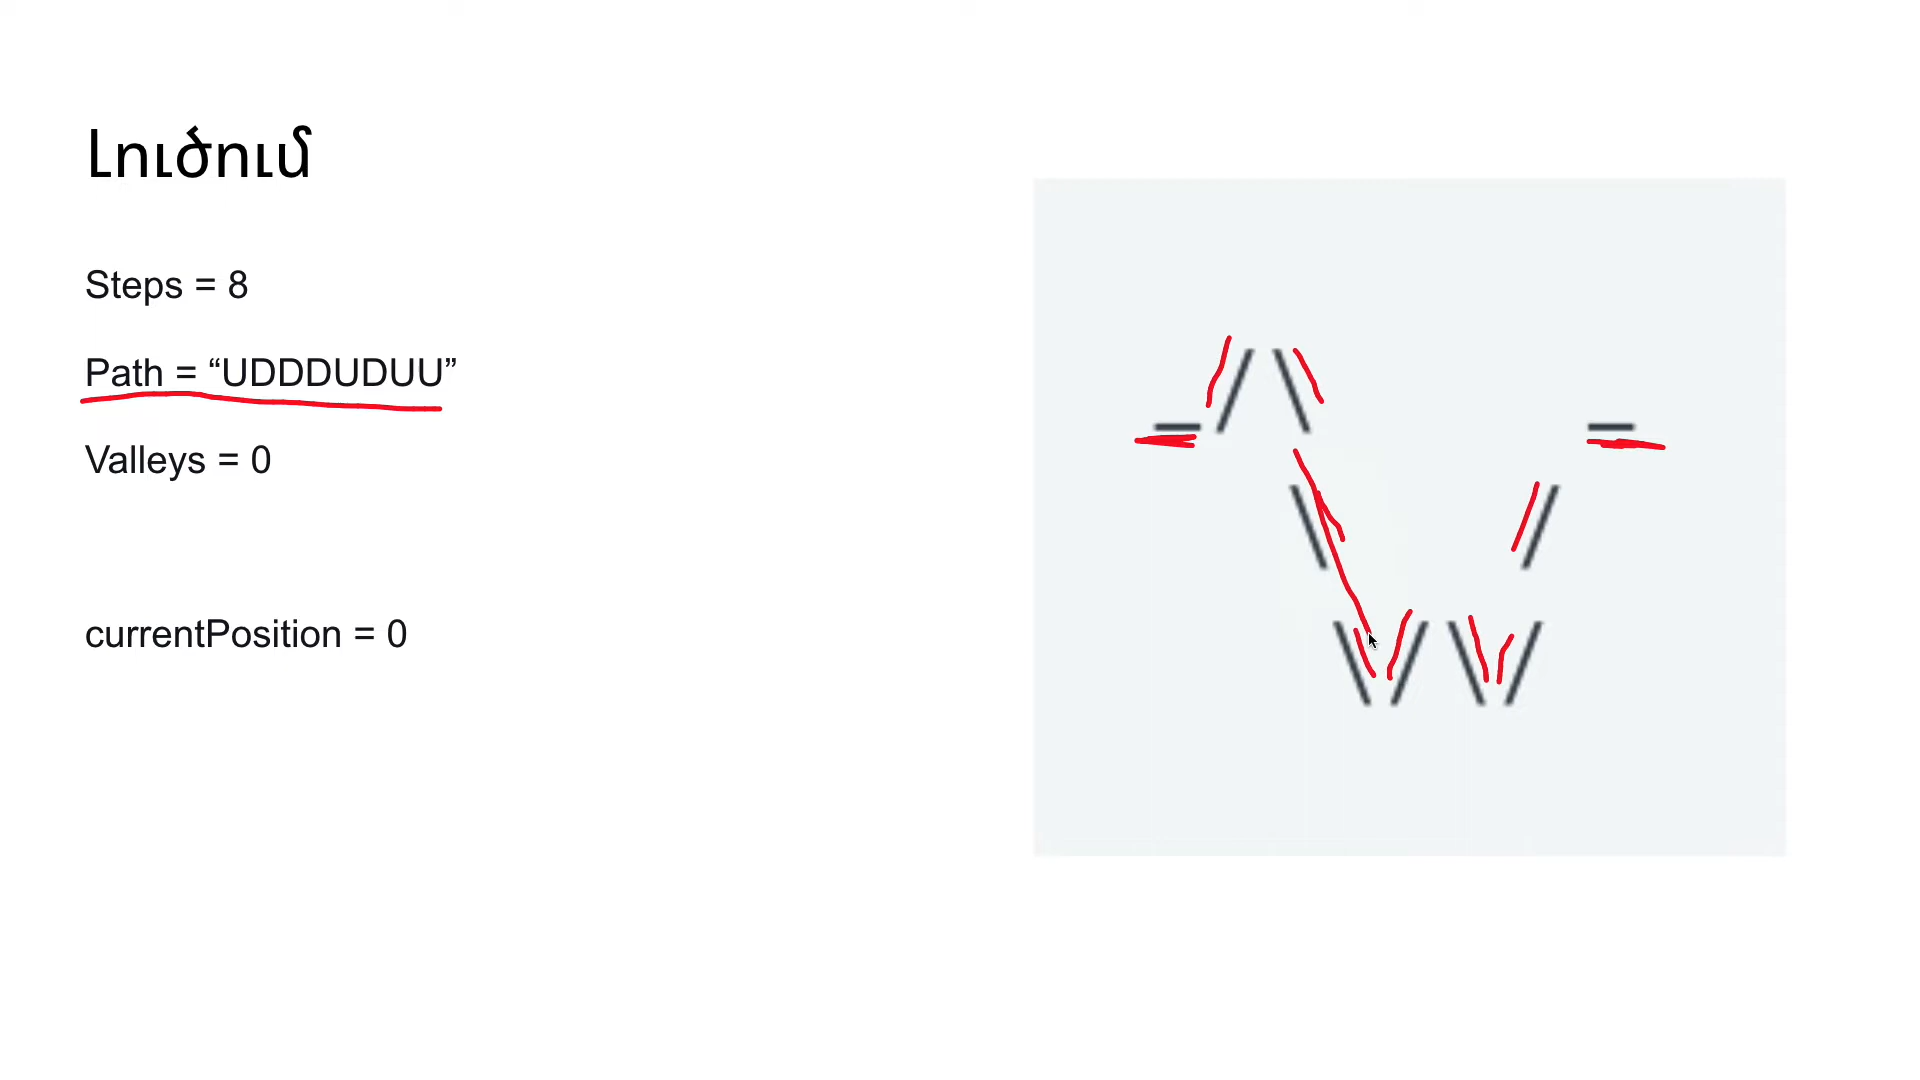 Լուծում
Steps = 8
Path = “UDDDUDUU”
Valleys = 0
currentPosition = 0